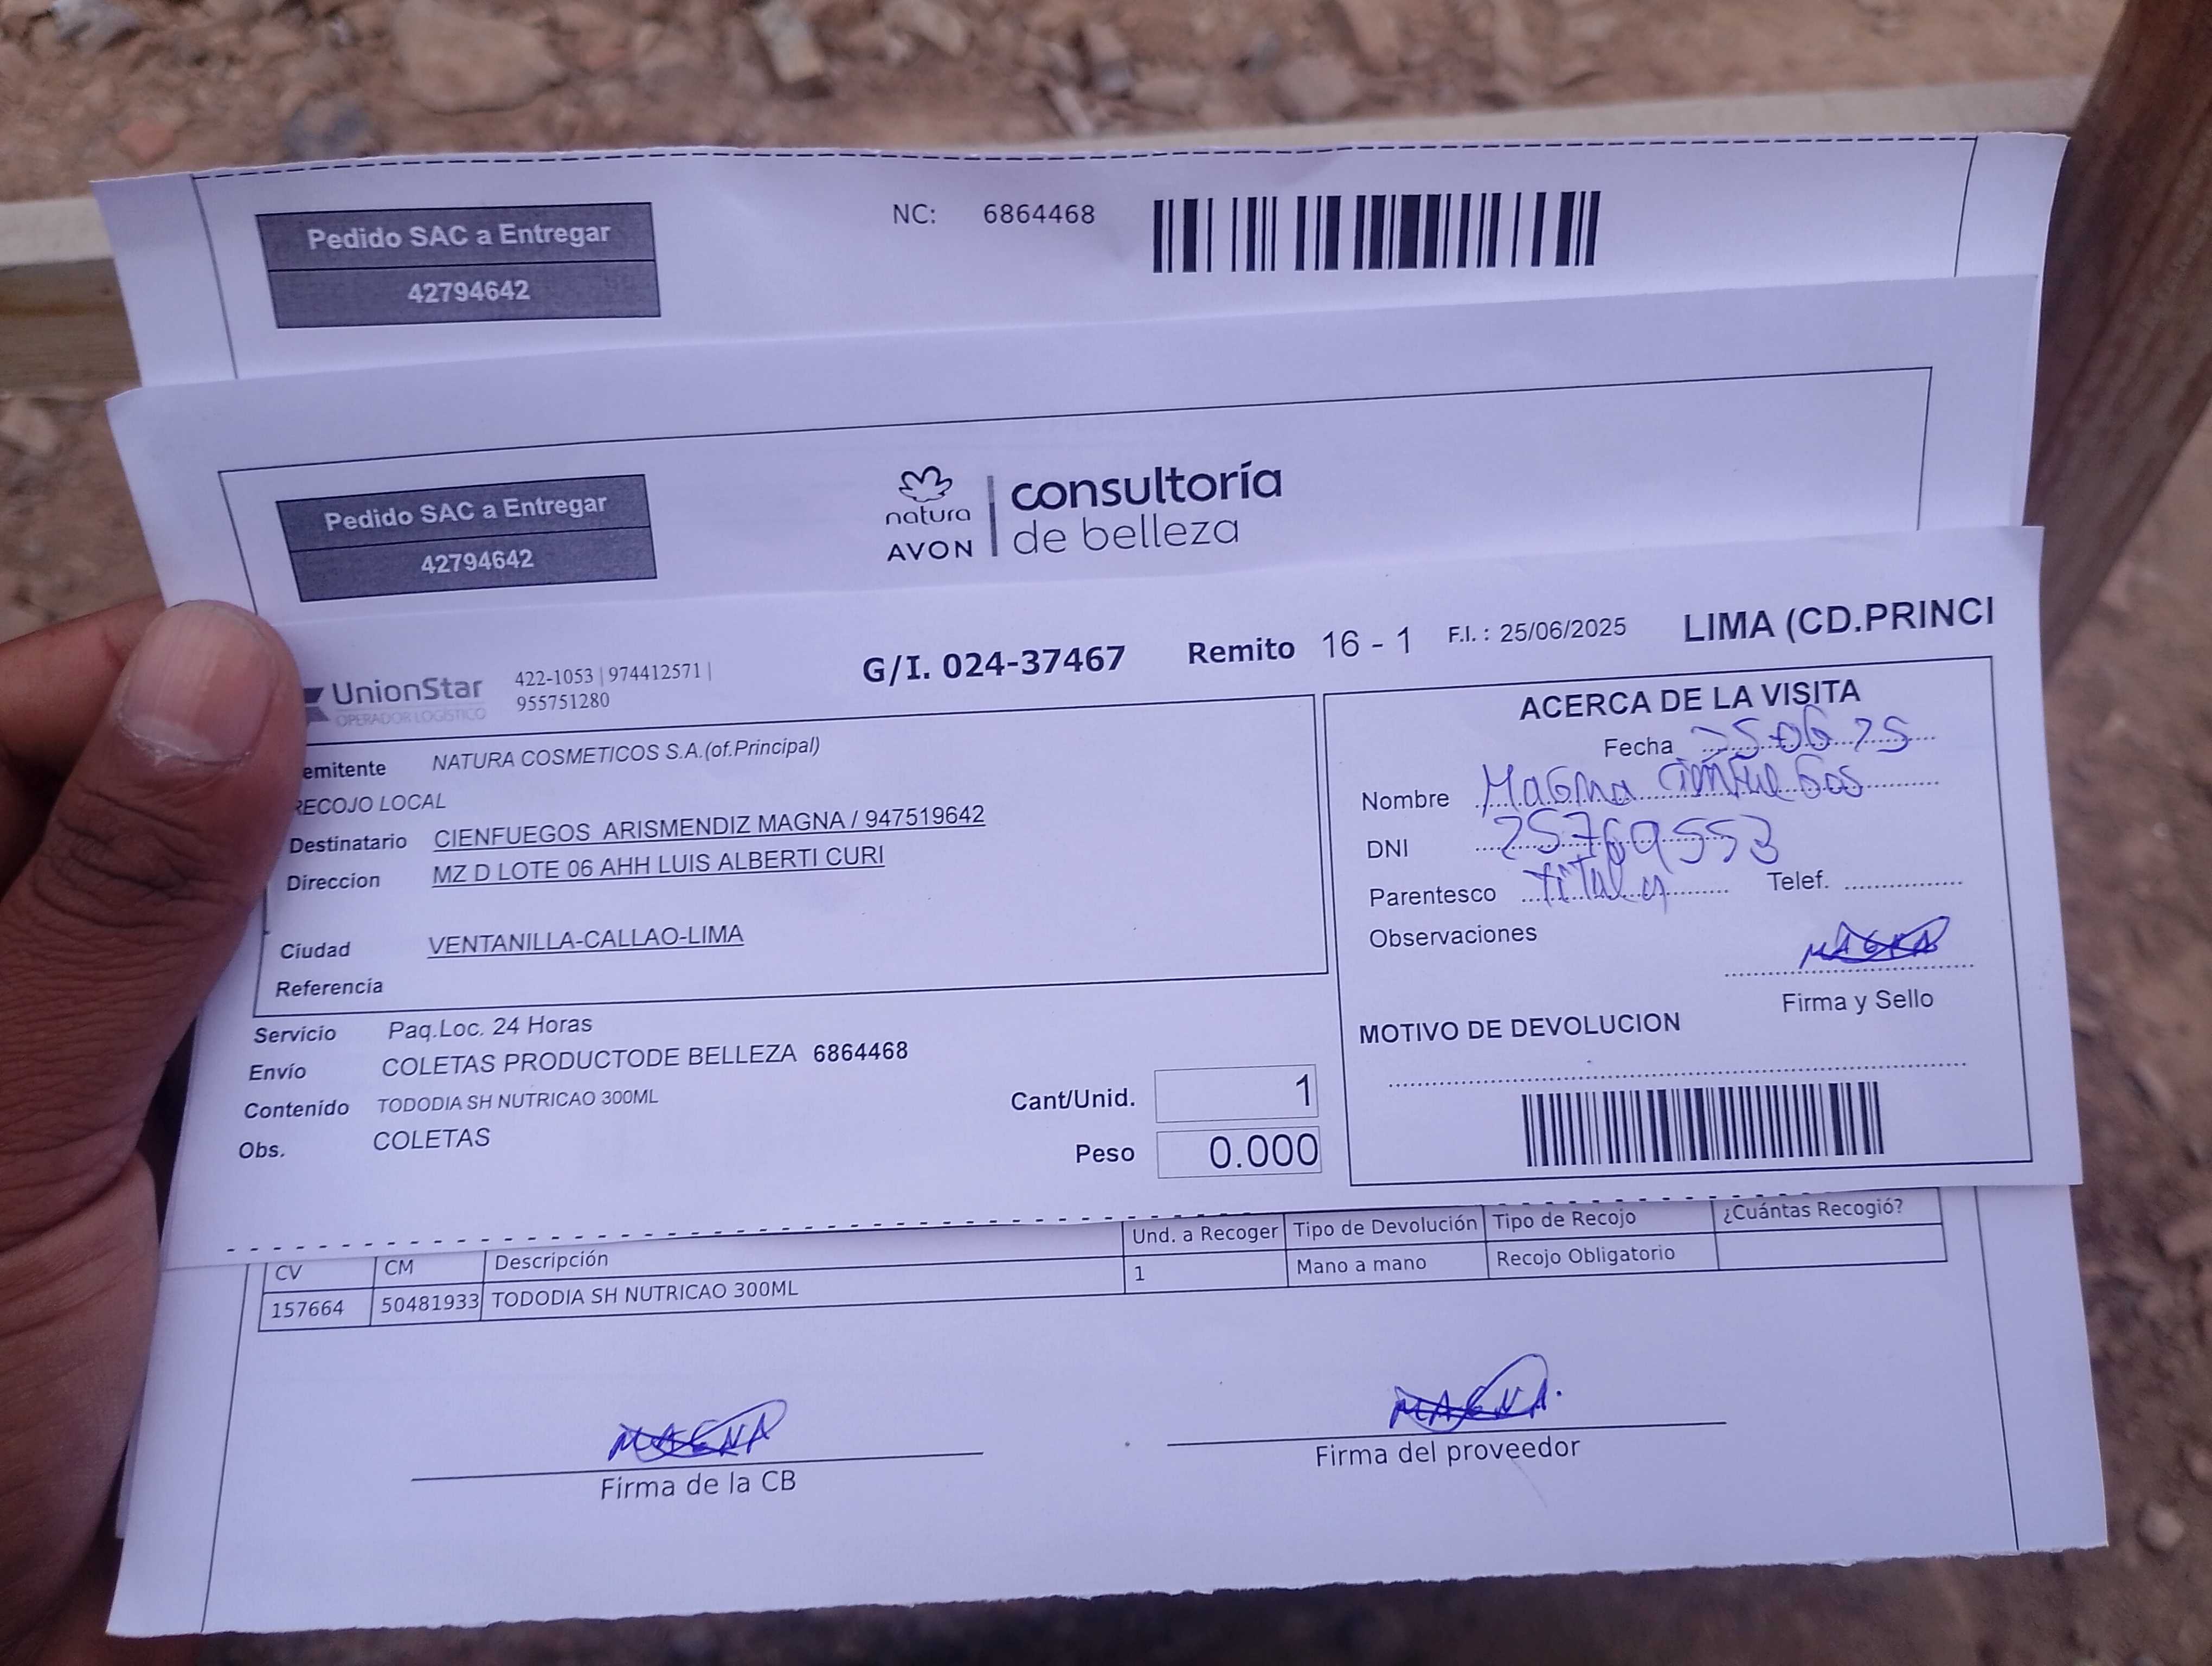 Pedido SAC a Entregar
42794642
NC: 6864468
Pedido SAC a Entregar
42794642
natura
AVON
consultoría
de belleza
UnionStar
OPERADOR LOGÍSTICO
422-1053 | 974412571 |
955751280
G/I. 024-37467 Remito 16 - 1 F.I. : 25/06/2025 LIMA (CD.PRINCI
emitente NATURA COSMETICOS S.A.(of.Principal)
RECOJO LOCAL
Destinatario CIENFUEGOS ARISMENDIZ MAGNA / 947519642
Direccion MZ D LOTE 06 AHH LUIS ALBERTI CURI
Ciudad VENTANILLA-CALLAO-LIMA
Referencia
Servicio Paq.Loc. 24 Horas
Envío COLETAS PRODUCTODE BELLEZA 6864468
Contenido TODODIA SH NUTRICAO 300ML
Obs. COLETAS
Cant/Unid. 1
Peso 0.000
ACERCA DE LA VISITA
Fecha 25 06 25
Nombre Magna
DNI 25769553
Parentesco titular Telef.
Observaciones
MAGNA
Firma y Sello
MOTIVO DE DEVOLUCION
CV CM Descripción Und. a Recoger Tipo de Devolución Tipo de Recojo ¿Cuántas Recogió?
157664 50481933 TODODIA SH NUTRICAO 300ML 1 Mano a mano Recojo Obligatorio
MAGNA
Firma de la CB
MAGNA.
Firma del proveedor